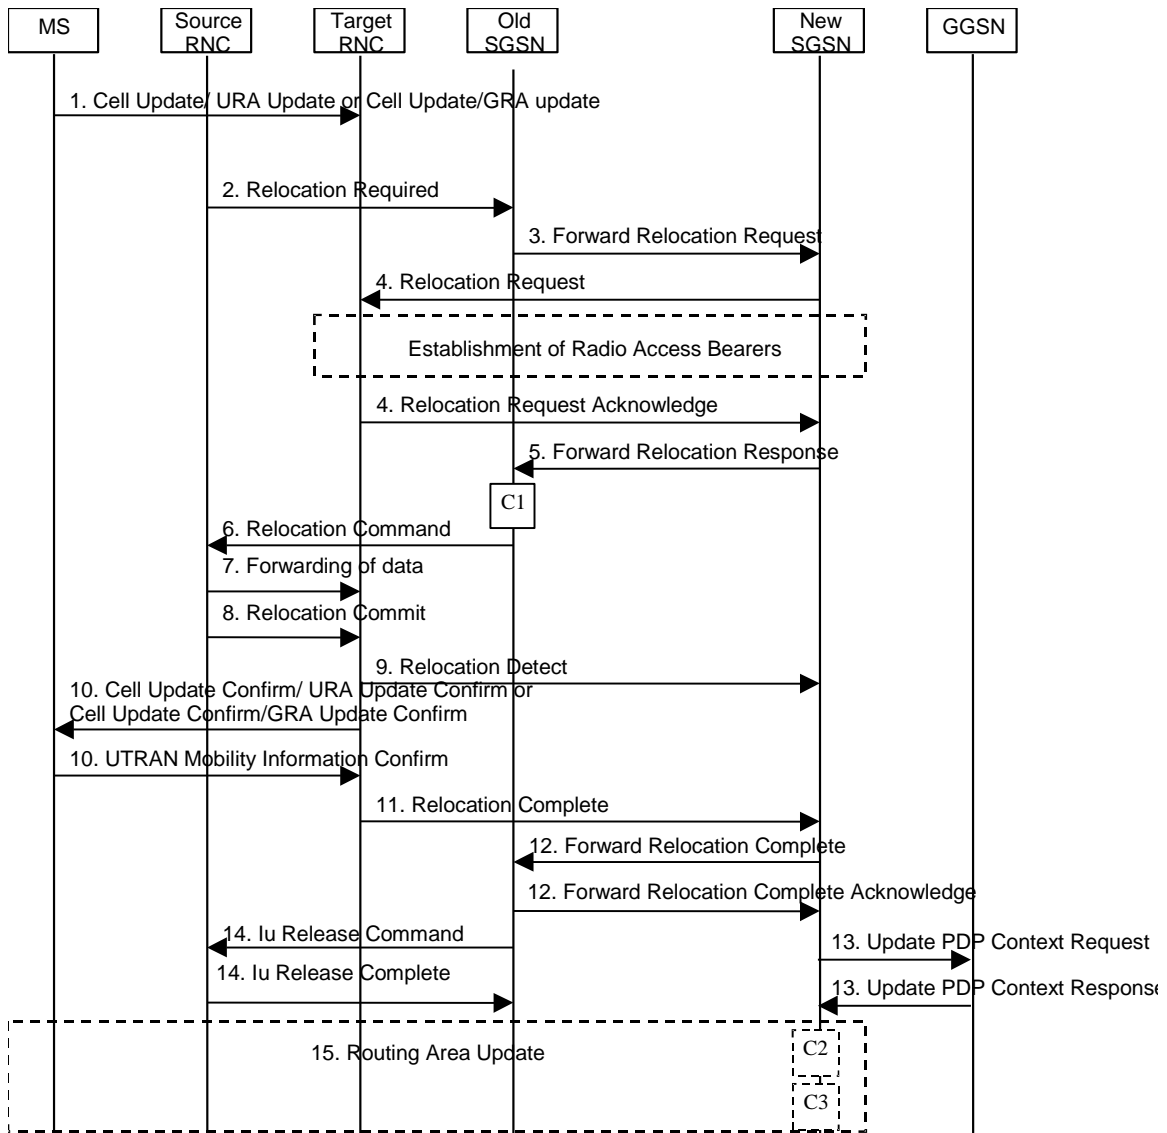 MS
Source
RNC
Target
RNC
Old
SGSN
New
SGSN
GGSN
1. Cell Update/ URA Update or Cell Update/GRA update
2. Relocation Required
3. Forward Relocation Request
4. Relocation Request
Establishment of Radio Access Bearers
4. Relocation Request Acknowledge
5. Forward Relocation Response
C1
6. Relocation Command
7. Forwarding of data
8. Relocation Commit
9. Relocation Detect
10. Cell Update Confirm/ URA Update Confirm or
Cell Update Confirm/GRA Update Confirm
10. UTRAN Mobility Information Confirm
11. Relocation Complete
12. Forward Relocation Complete
12. Forward Relocation Complete Acknowledge
14. Iu Release Command
13. Update PDP Context Request
14. Iu Release Complete
13. Update PDP Context Response
15. Routing Area Update
C2
C3